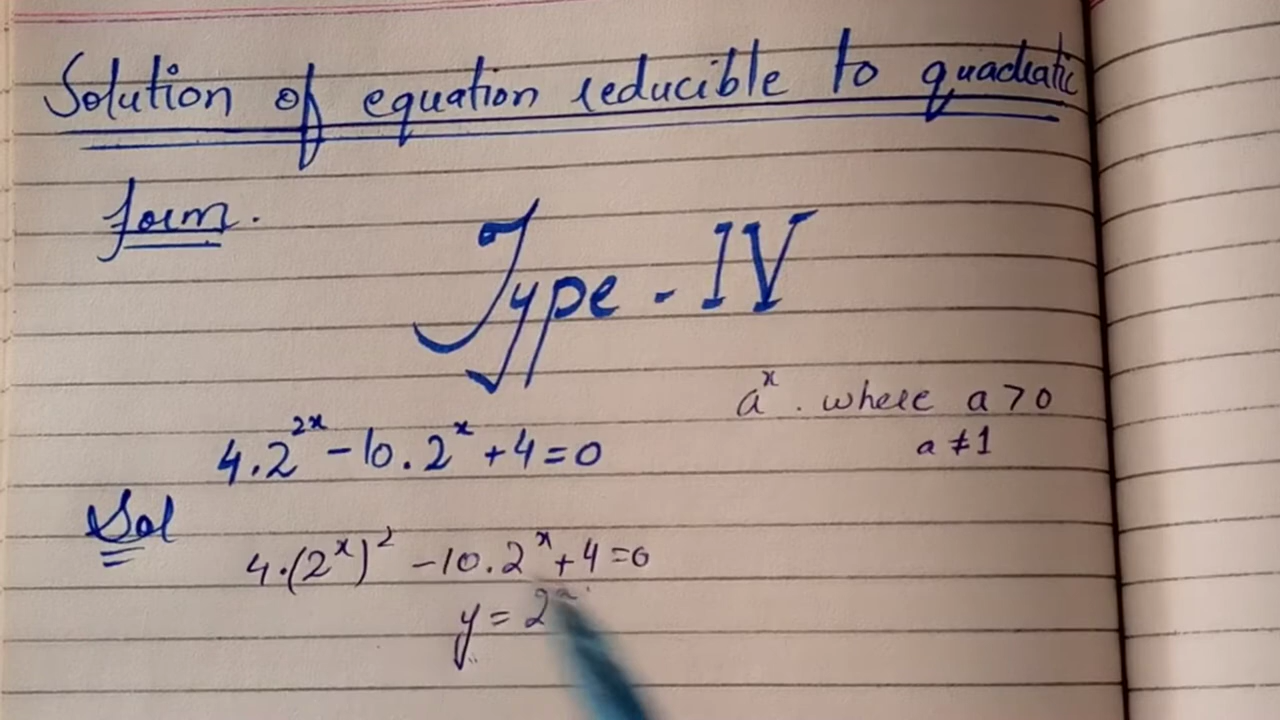 Solution of equation reducible to quadratic
form.
Type - IV
a^x . where a > 0
a ≠ 1
4.2^2x - 10.2^x + 4 = 0
Sol
4.(2^x)^2 - 10.2^x + 4 = 0
y = 2^x